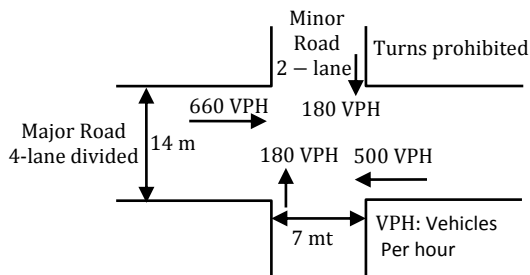 Minor
Road
2 – lane
Turns prohibited
660 VPH
180 VPH
Major Road
4-lane divided
14 m
180 VPH
500 VPH
7 mt
VPH: Vehicles
Per hour